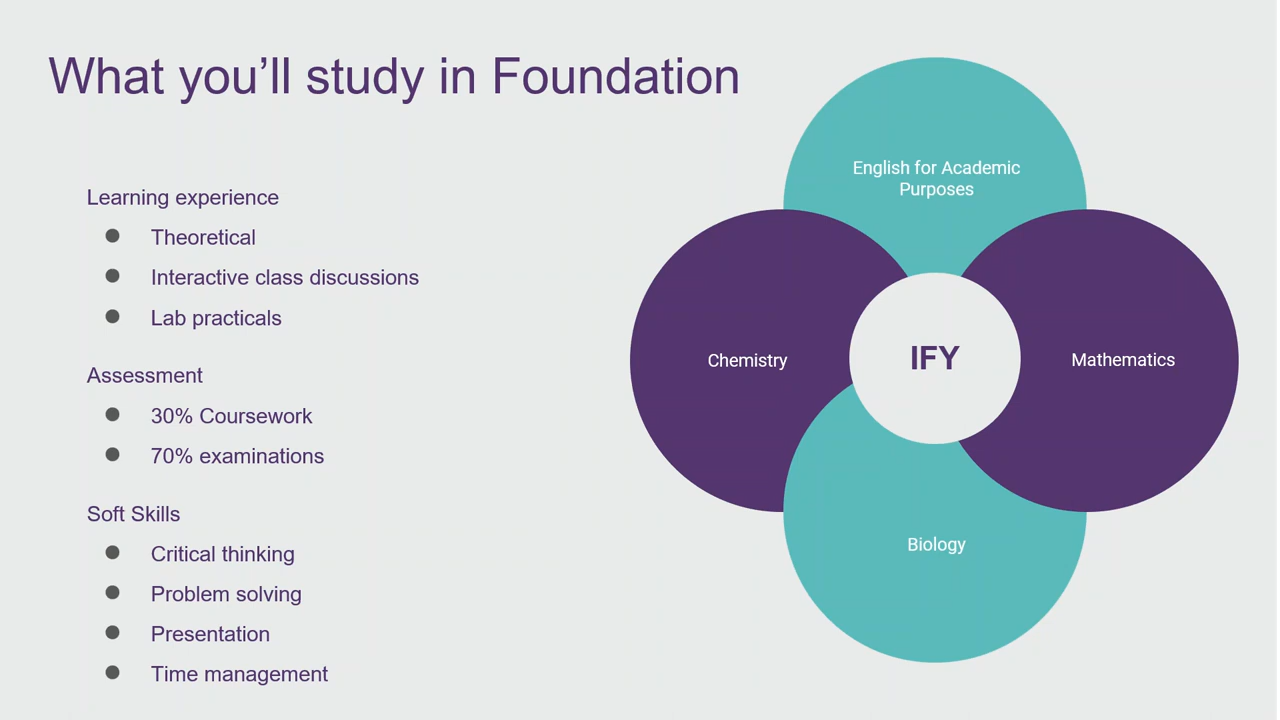 What you’ll study in Foundation
Learning experience
Theoretical
Interactive class discussions
Lab practicals
Assessment
30% Coursework
70% examinations
Soft Skills
Critical thinking
Problem solving
Presentation
Time management
English for Academic
Purposes
Chemistry
IFY
Mathematics
Biology